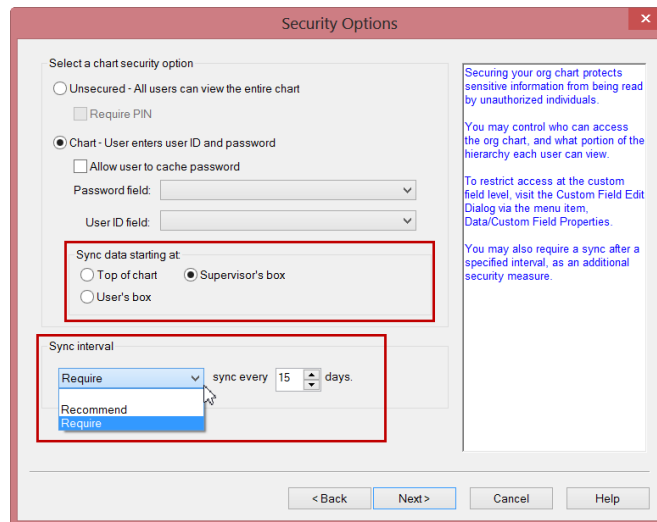 Security Options
Select a chart security option
Unsecured - All users can view the entire chart
Require PIN
Chart - User enters user ID and password
Allow user to cache password
Password field:
User ID field:
Sync data starting at:
Top of chart
Supervisor's box
User's box
Sync interval
Require
sync every 15 days.
Recommend
Require
Securing your org chart protects
sensitive information from being read
by unauthorized individuals.
You may control who can access
the org chart, and what portion of the
hierarchy each user can view.
To restrict access at the custom
field level, visit the Custom Field Edit
Dialog via the menu item,
Data/Custom Field Properties.
You may also require a sync after a
specified interval, as an additional
security measure.
< Back
Next >
Cancel
Help